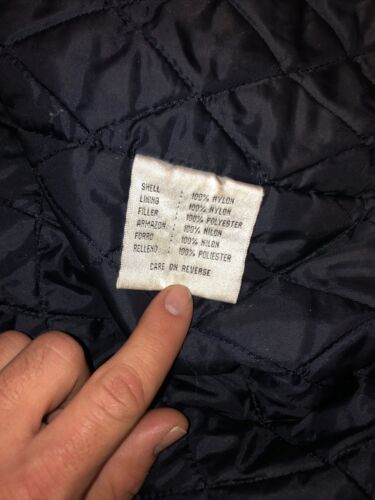 SHELL : 100% NYLON
LINING : 100% NYLON
FILLER : 100% POLYESTER
ARMAZON : 100% NILON
FORRO : 100% NILON
RELLENO : 100% POLIESTER
CARE ON REVERSE